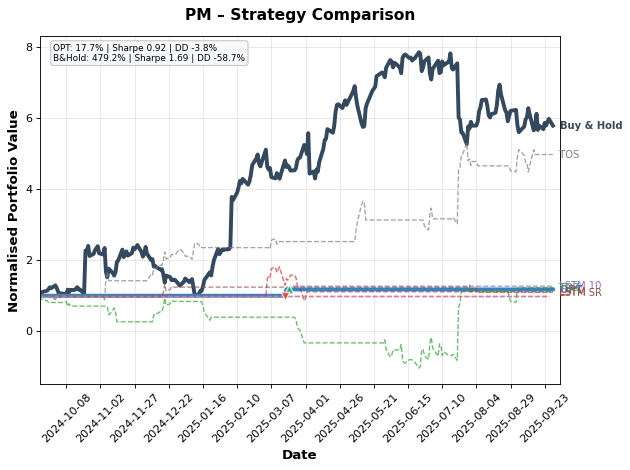 PM – Strategy Comparison
OPT: 17.7% | Sharpe 0.92 | DD -3.8%
B&Hold: 479.2% | Sharpe 1.69 | DD -58.7%
Normalised Portfolio Value
8
6
4
2
0
Buy & Hold
TOS
LSTM 10
LSTM SR
2024-10-08
2024-11-02
2024-11-27
2024-12-22
2025-01-16
2025-02-10
2025-03-07
2025-04-01
2025-04-26
2025-05-21
2025-06-15
2025-07-10
2025-08-04
2025-08-29
2025-09-23
Date